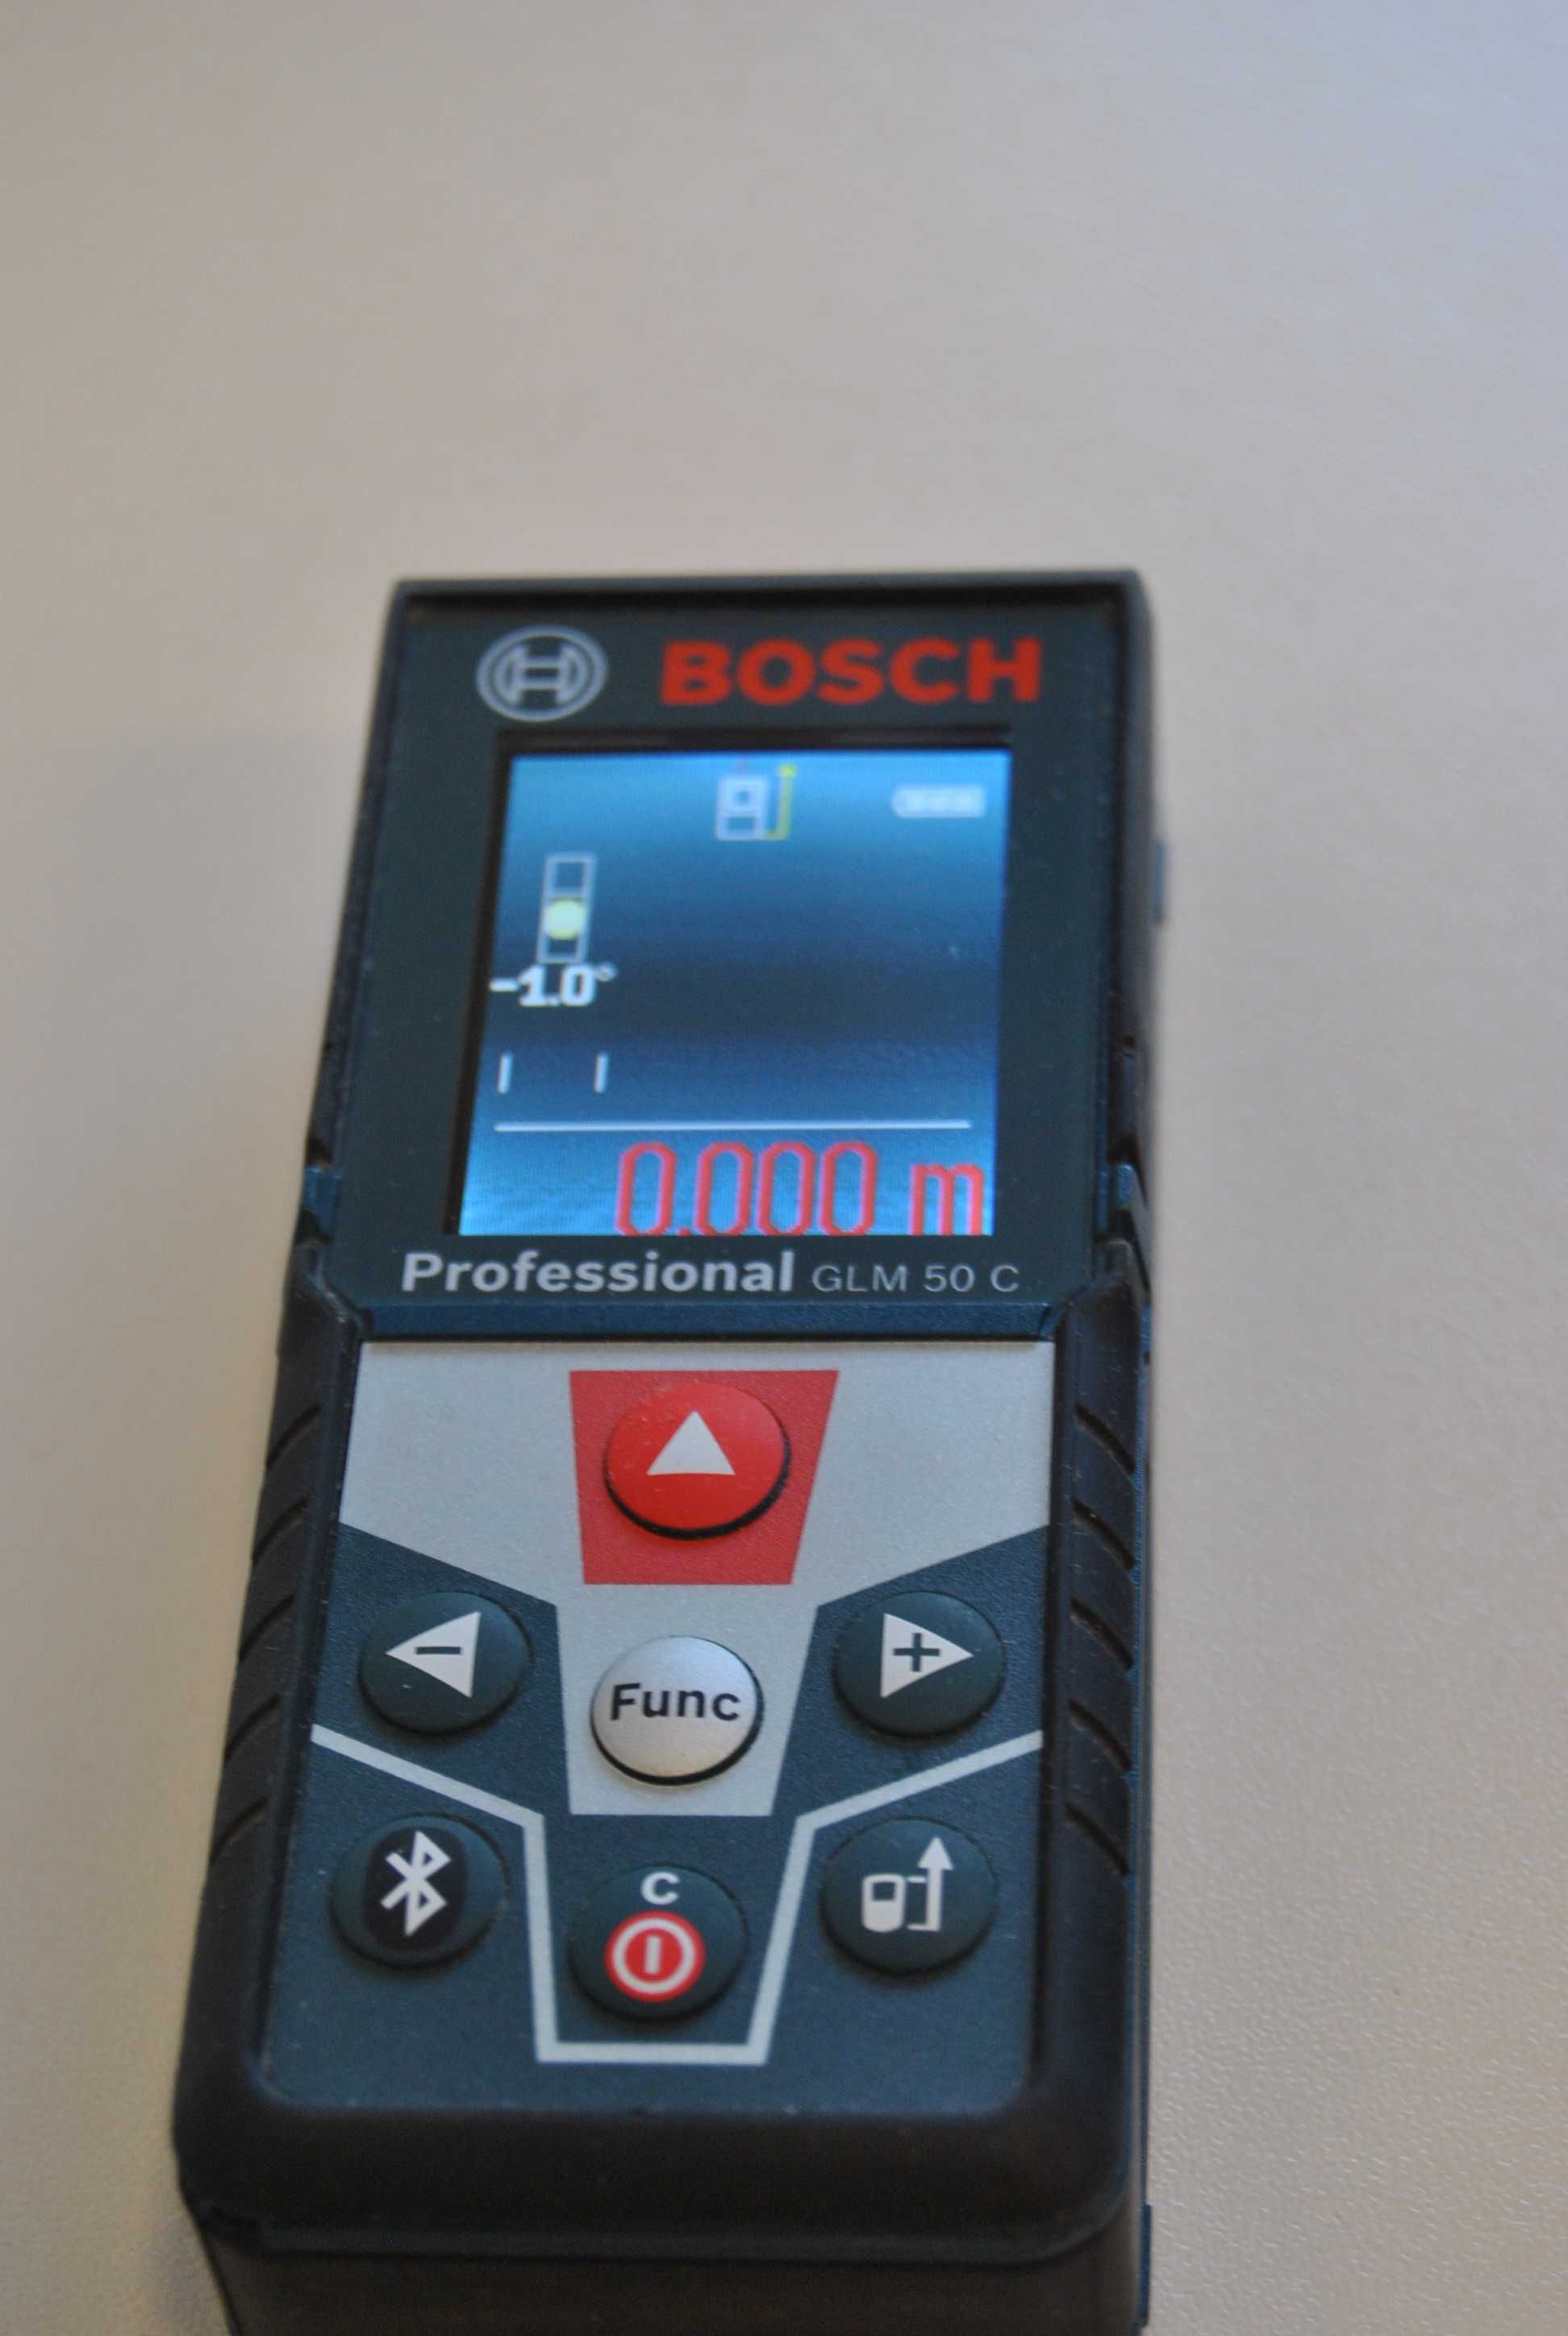 BOSCH
-1.0°
0.000 m
Professional GLM 50 C
- +
Func
C